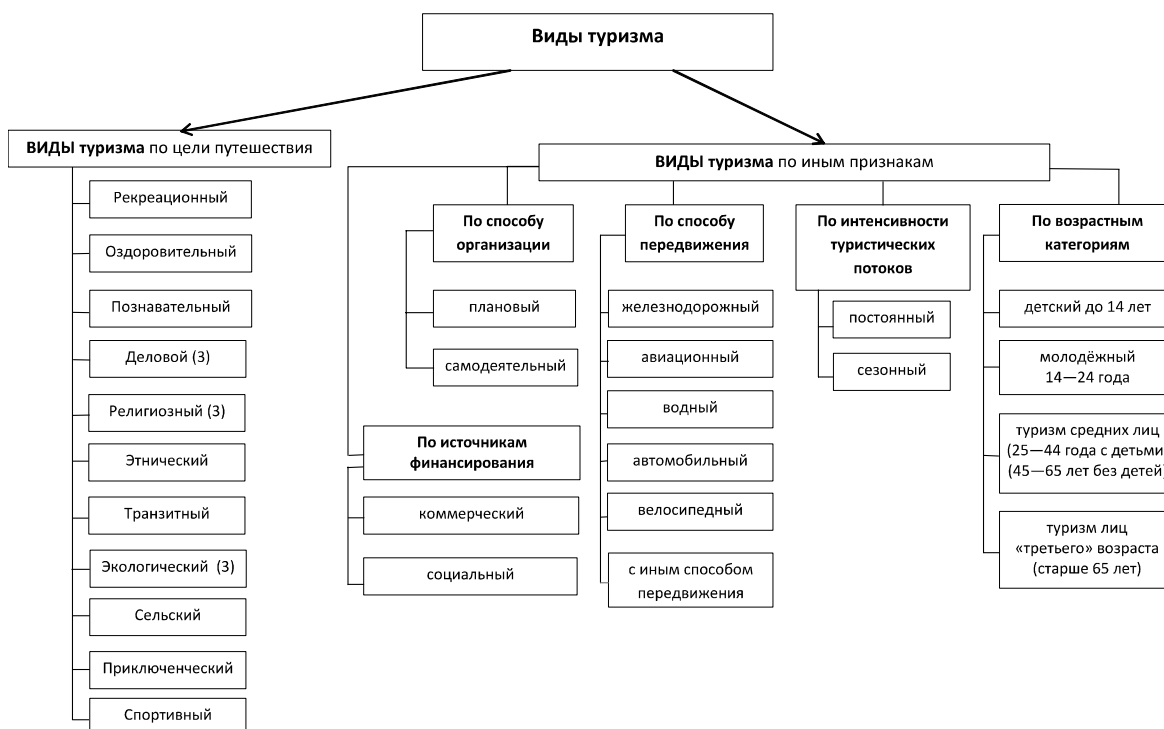 Виды туризма
ВИДЫ туризма по цели путешествия
Рекреационный
Оздоровительный
Познавательный
Деловой (3)
Религиозный (3)
Этнический
Транзитный
Экологический (3)
Сельский
Приключенческий
Спортивный
ВИДЫ туризма по иным признакам
По способу
организации
плановый
самодеятельный
По источникам
финансирования
коммерческий
социальный
По способу
передвижения
железнодорожный
авиационный
водный
автомобильный
велосипедный
с иным способом
передвижения
По интенсивности
туристических
потоков
постоянный
сезонный
По возрастным
категориям
детский до 14 лет
молодёжный
14—24 года
туризм средних лиц
(25—44 года с детьми
(45—65 лет без детей)
туризм лиц
«третьего» возраста
(старше 65 лет)